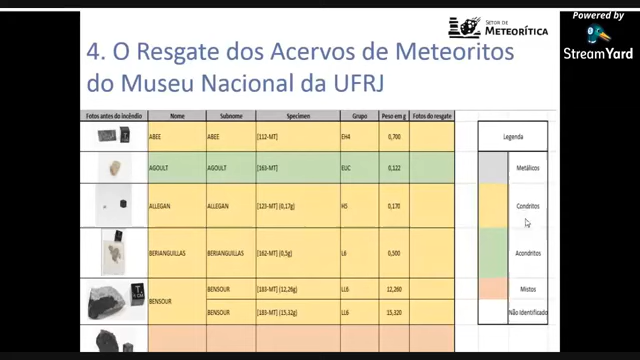 Powered by
StreamYard
SETOR DE
METEORÍTICA
4. O Resgate dos Acervos de Meteoritos
do Museu Nacional da UFRJ
Fotos antes do incêndio Nome Subnome Specimen Grupo Peso em g Fotos do resgate
ABEE ABEE [112-MT] EH4 0,700
AGOULT AGOULT [163-MT] EUC 0,122
ALLEGAN ALLEGAN [123-MT] (0,17g) H5 0,170
BERIANGUILLAS BERIANGUILLAS [162-MT] (0,5g) L6 0,500
BENSOUR BENSOUR [183-MT] (12,26g) LL6 12,260
BENSOUR [183-MT] (15,32g) LL6 15,320
Legenda
Metálicos
Condritos
Acondritos
Mistos
Não Identificado